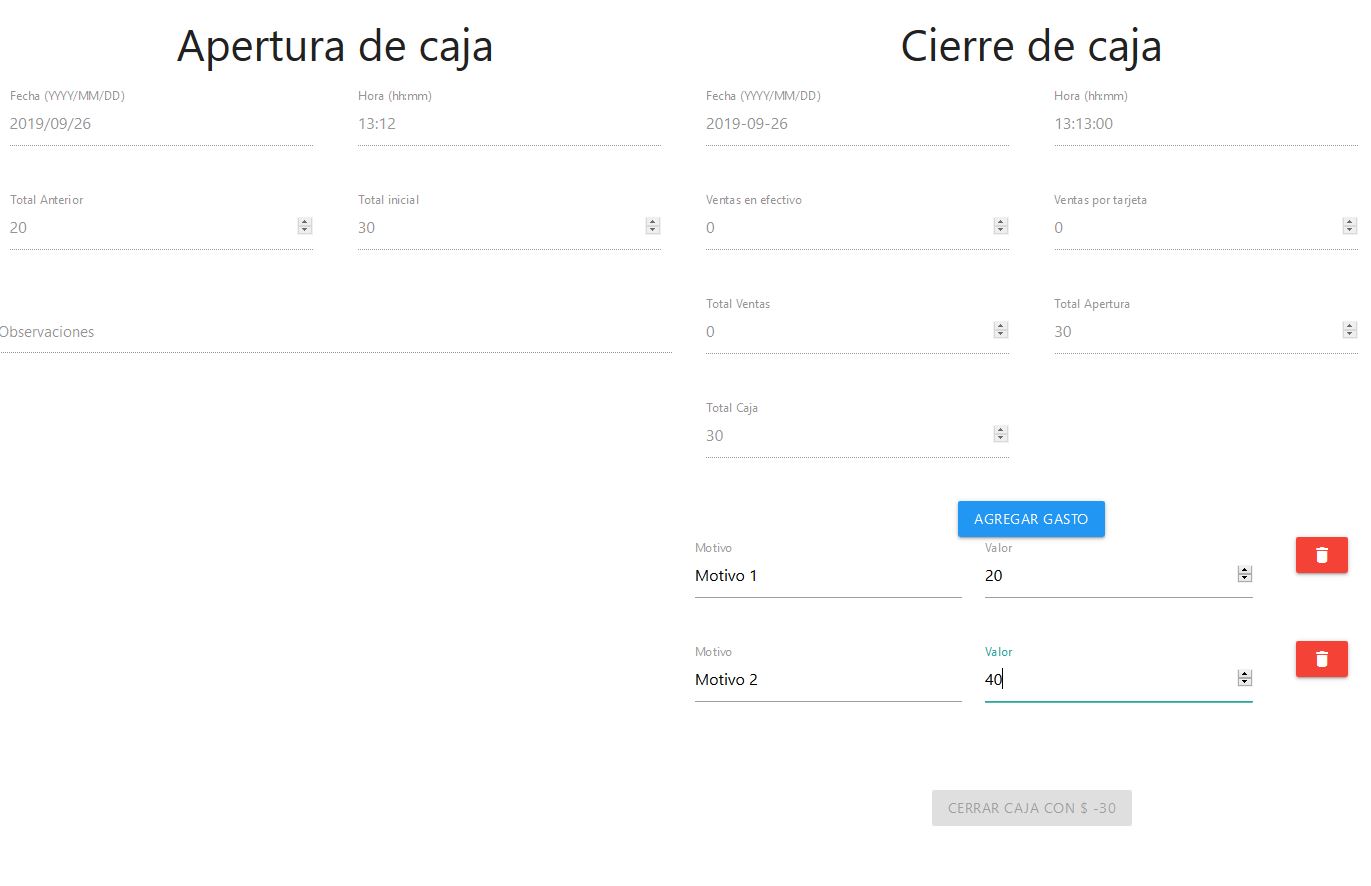 Apertura de caja
Fecha (YYYY/MM/DD) Hora (hh:mm)
2019/09/26 13:12
Total Anterior Total inicial
20 30
Observaciones
Cierre de caja
Fecha (YYYY/MM/DD) Hora (hh:mm)
2019-09-26 13:13:00
Ventas en efectivo Ventas por tarjeta
0 0
Total Ventas Total Apertura
0 30
Total Caja
30
AGREGAR GASTO
Motivo Valor
Motivo 1 20
Motivo Valor
Motivo 2 40
CERRAR CAJA CON $ -30